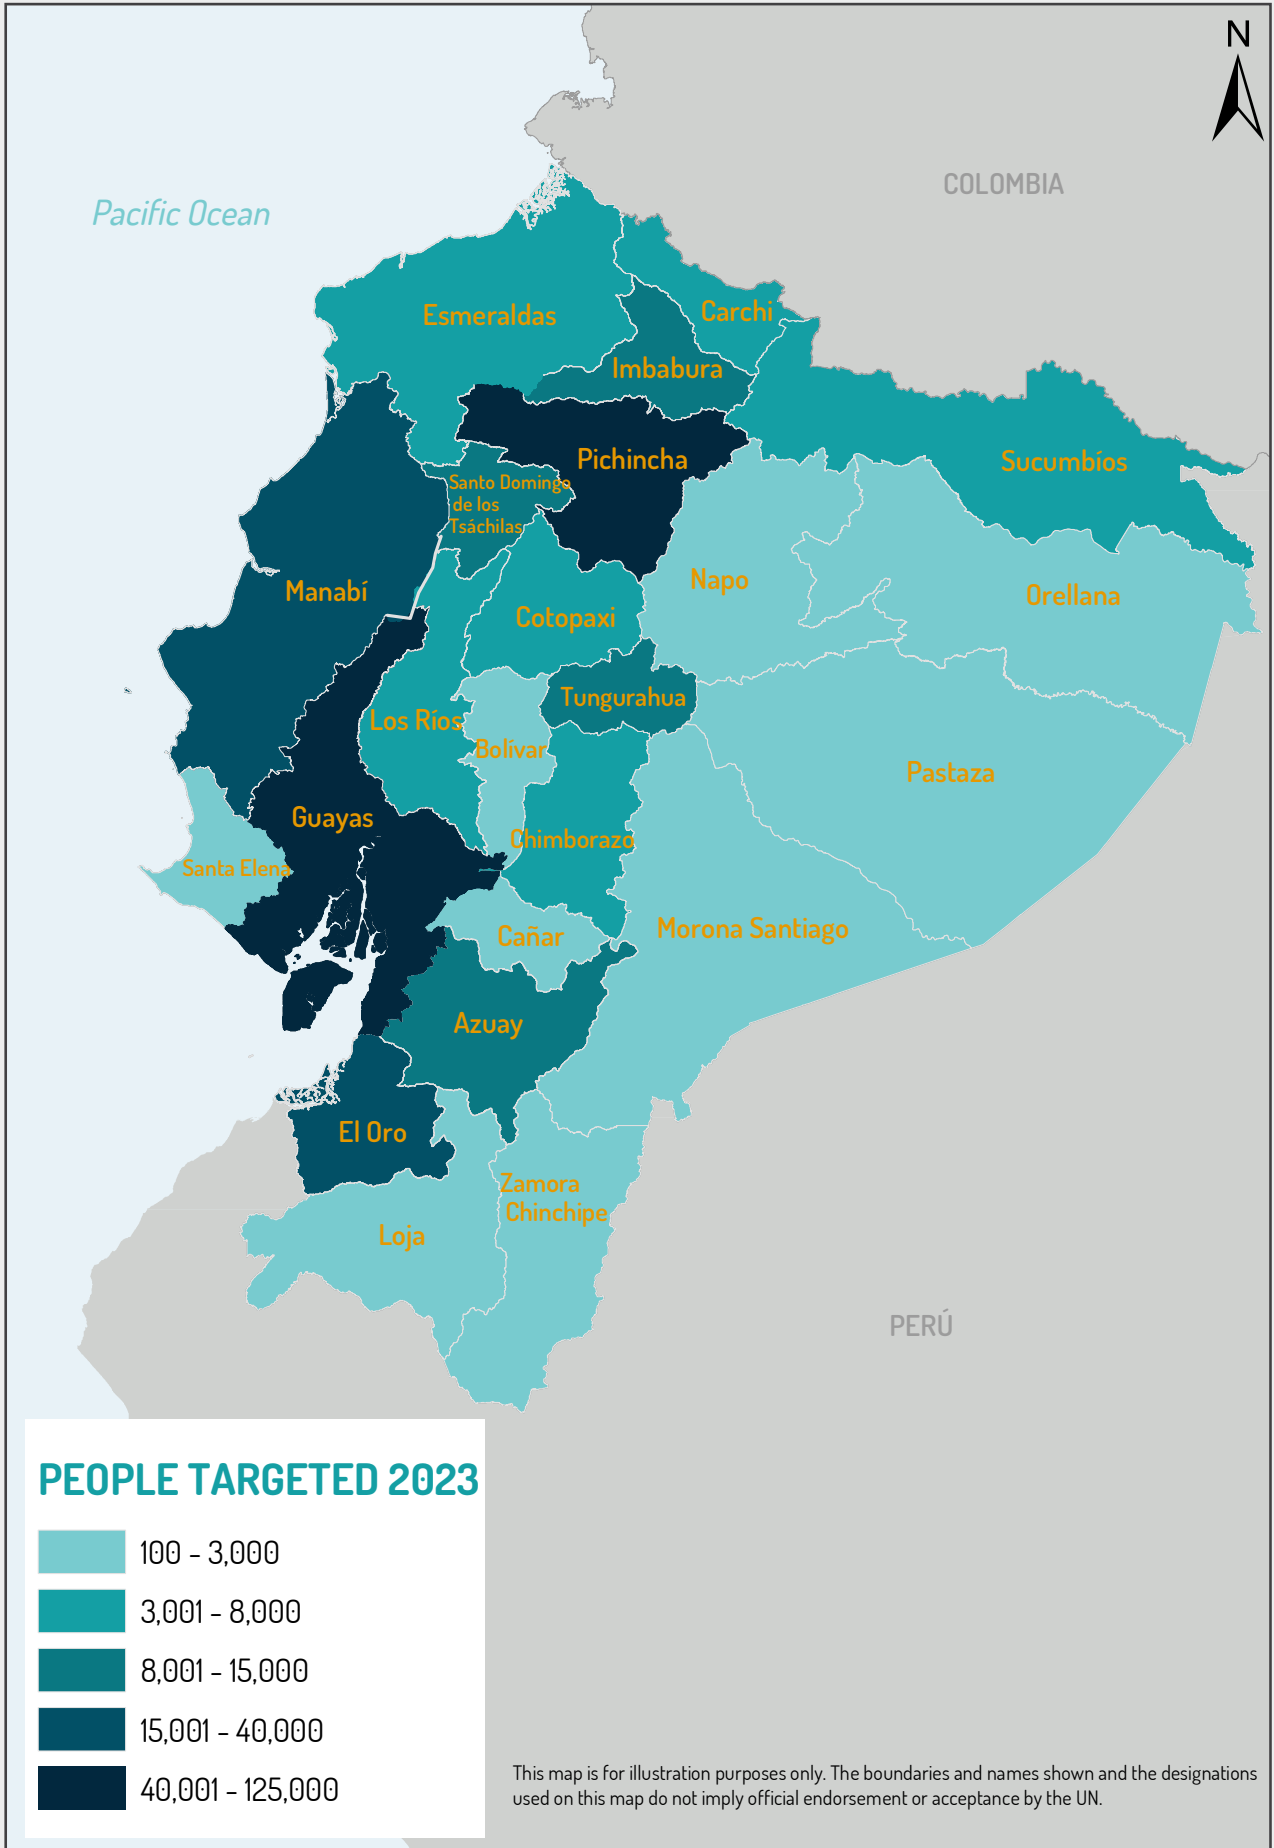 N
COLOMBIA
Pacific Ocean
Esmeraldas
Carchi
Imbabura
Pichincha
Sucumbíos
Santo Domingo
de los
Tsáchilas
Manabí
Napo
Orellana
Cotopaxi
Tungurahua
Los Ríos
Bolívar
Pastaza
Guayas
Chimborazo
Santa Elena
Cañar
Morona Santiago
Azuay
El Oro
Zamora
Chinchipe
Loja
PERÚ
PEOPLE TARGETED 2023
100 - 3,000
3,001 - 8,000
8,001 - 15,000
15,001 - 40,000
40,001 - 125,000
This map is for illustration purposes only. The boundaries and names shown and the designations
used on this map do not imply official endorsement or acceptance by the UN.